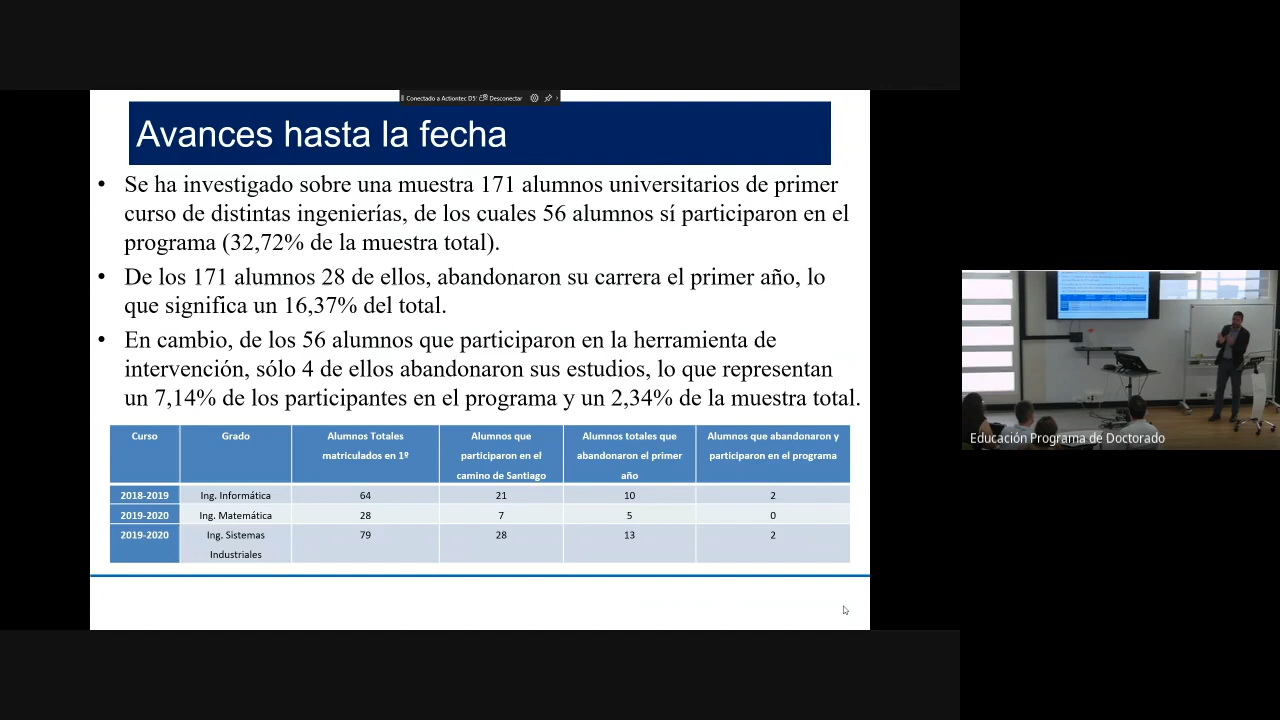 Conectado a Actiontec D5: Desconectar
Avances hasta la fecha
• Se ha investigado sobre una muestra 171 alumnos universitarios de primer
curso de distintas ingenierías, de los cuales 56 alumnos sí participaron en el
programa (32,72% de la muestra total).
• De los 171 alumnos 28 de ellos, abandonaron su carrera el primer año, lo
que significa un 16,37% del total.
• En cambio, de los 56 alumnos que participaron en la herramienta de
intervención, sólo 4 de ellos abandonaron sus estudios, lo que representan
un 7,14% de los participantes en el programa y un 2,34% de la muestra total.
Curso Grado Alumnos Totales matriculados en 1º Alumnos que participaron en el camino de Santiago Alumnos totales que abandonaron el primer año Alumnos que abandonaron y participaron en el programa
2018-2019 Ing. Informática 64 21 10 2
2019-2020 Ing. Matemática 28 7 5 0
2019-2020 Ing. Sistemas Industriales 79 28 13 2
Educación Programa de Doctorado